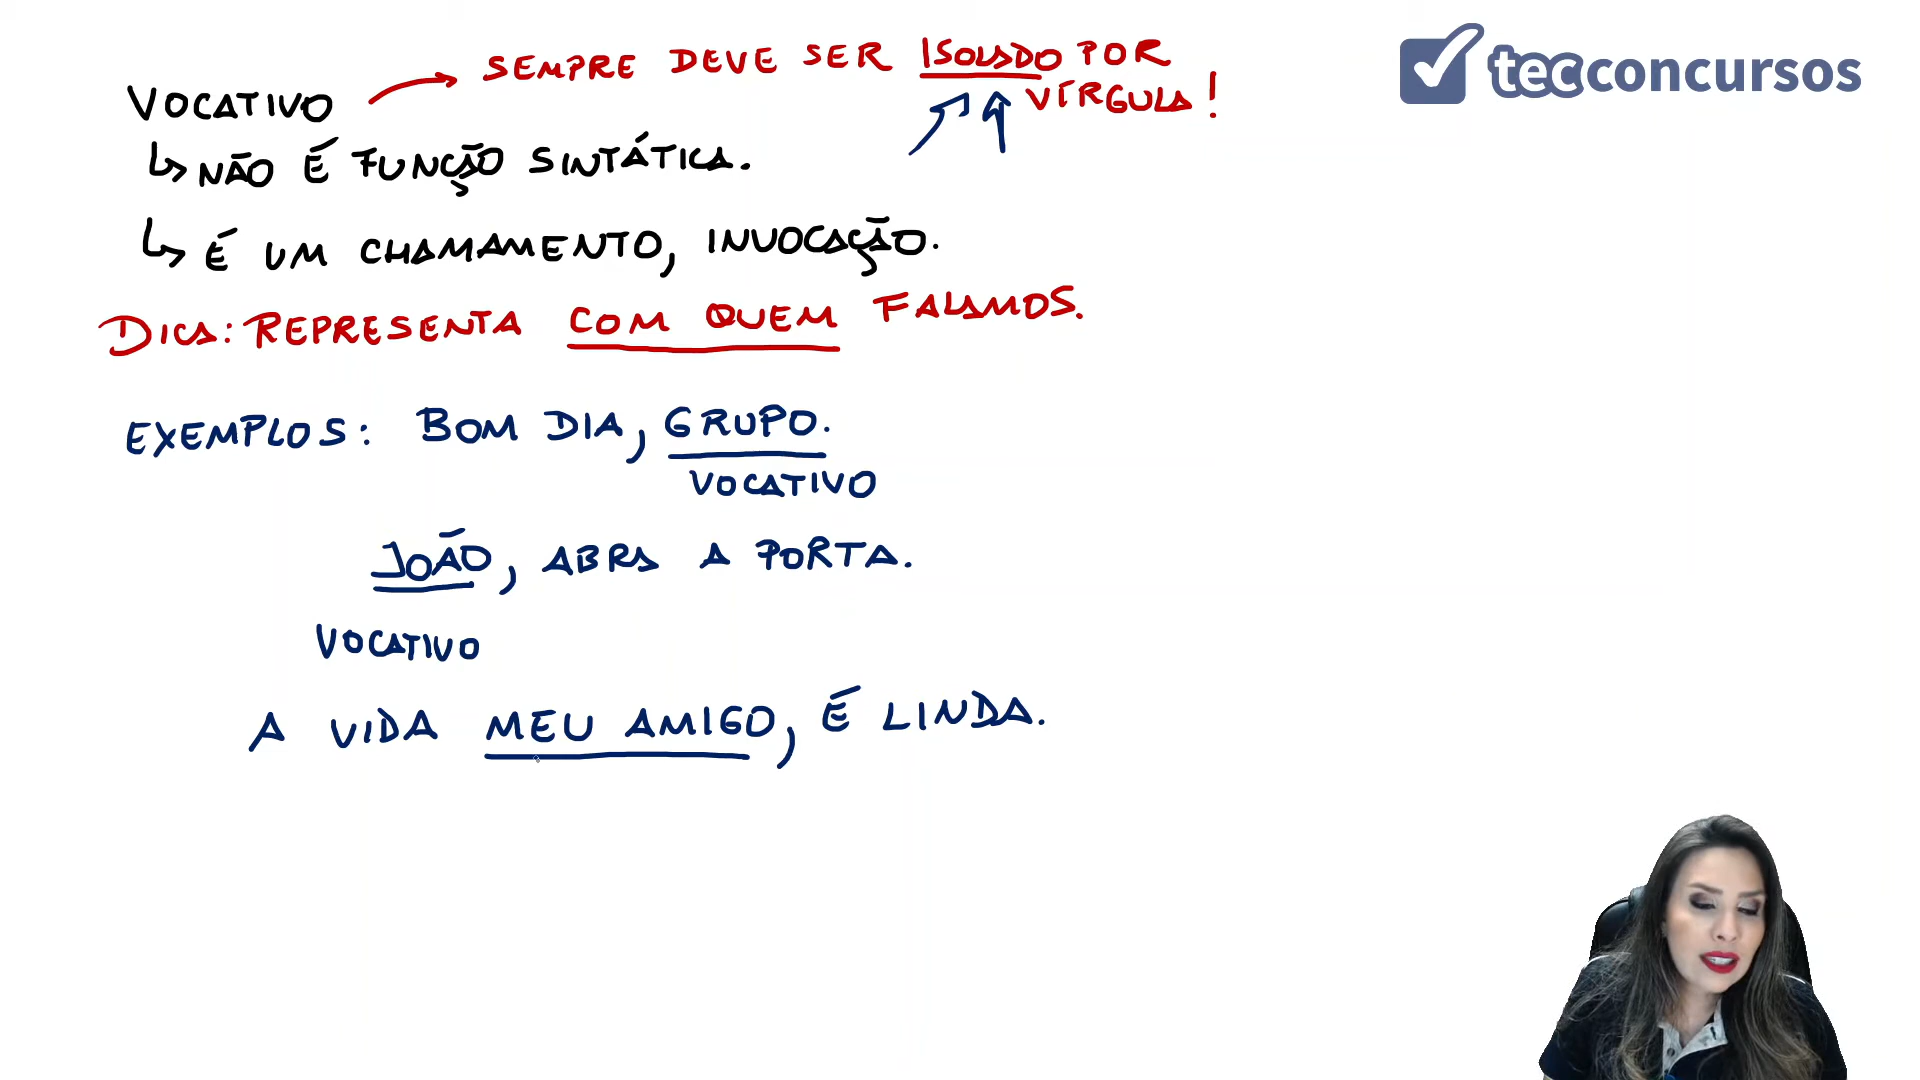 SEMPRE DEVE SER ISOLADO POR
VÍRGULA!
tecconcursos
VOCATIVO
NÃO É FUNÇÃO SINTÁTICA.
É UM CHAMAMENTO, INVOCAÇÃO.
DICA: REPRESENTA COM QUEM FALAMOS.
EXEMPLOS: BOM DIA, GRUPO.
VOCATIVO
JOÃO, ABRA A PORTA.
VOCATIVO
A VIDA MEU AMIGO, É LINDA.